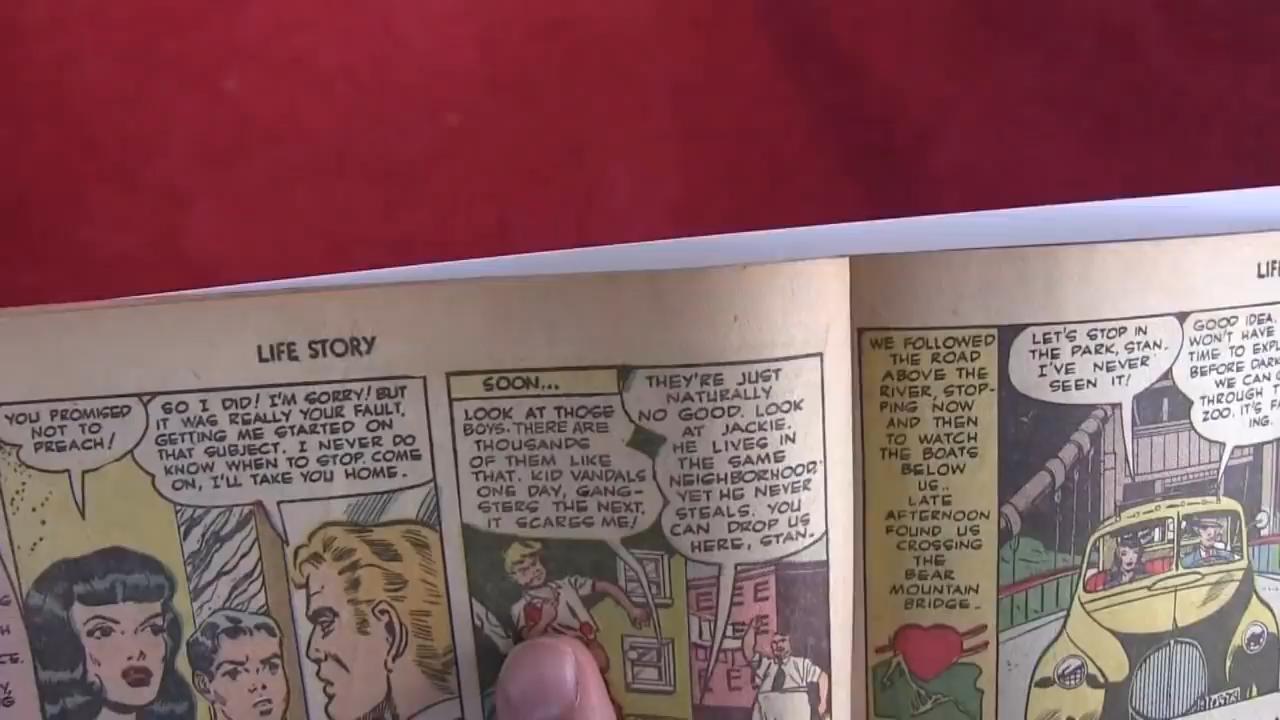 LIFE STORY
YOU PROMISED
NOT TO
PREACH!
SO I DID! I'M SORRY! BUT
IT WAS REALLY YOUR FAULT,
GETTING ME STARTED ON
THAT SUBJECT. I NEVER DO
KNOW WHEN TO STOP. COME
ON, I'LL TAKE YOU HOME.
SOON...
LOOK AT THOSE
BOYS. THERE ARE
THOUSANDS
OF THEM LIKE
THAT. KID VANDALS
ONE DAY, GANG-
STERS THE NEXT.
IT SCARES ME!
THEY'RE JUST
NATURALLY
NO GOOD. LOOK
AT JACKIE.
HE LIVES IN
THE SAME
NEIGHBORHOOD.
YET HE NEVER
STEALS. YOU
CAN DROP US
HERE, STAN.
WE FOLLOWED
THE ROAD
ABOVE THE
RIVER, STOP-
PING NOW
AND THEN
TO WATCH
THE BOATS
BELOW
US..
LATE
AFTERNOON
FOUND US
CROSSING
THE
BEAR
MOUNTAIN
BRIDGE..
LET'S STOP IN
THE PARK, STAN.
I'VE NEVER
SEEN IT!
GOOD IDEA.
WON'T HAVE
TIME TO
BEFORE
WE CAN
THROUGH
ZOO. IT'S
ING.